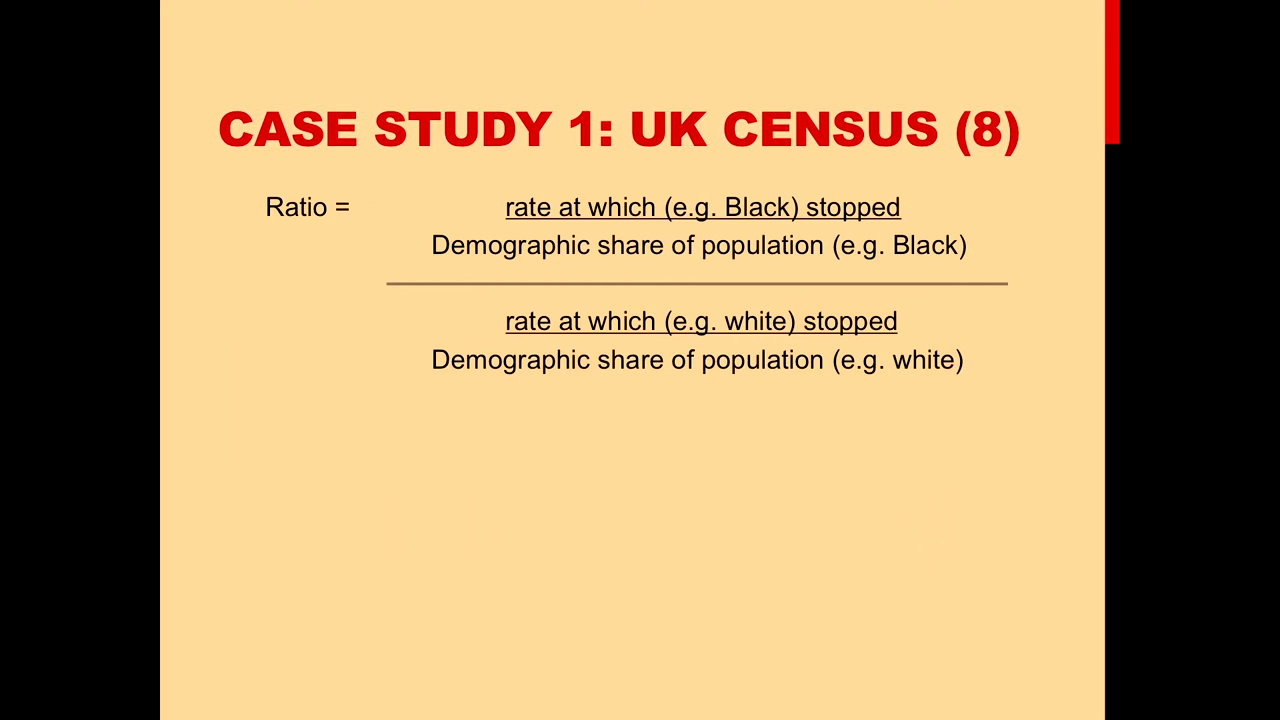 CASE STUDY 1: UK CENSUS (8)
Ratio = rate at which (e.g. Black) stopped
Demographic share of population (e.g. Black)
rate at which (e.g. white) stopped
Demographic share of population (e.g. white)